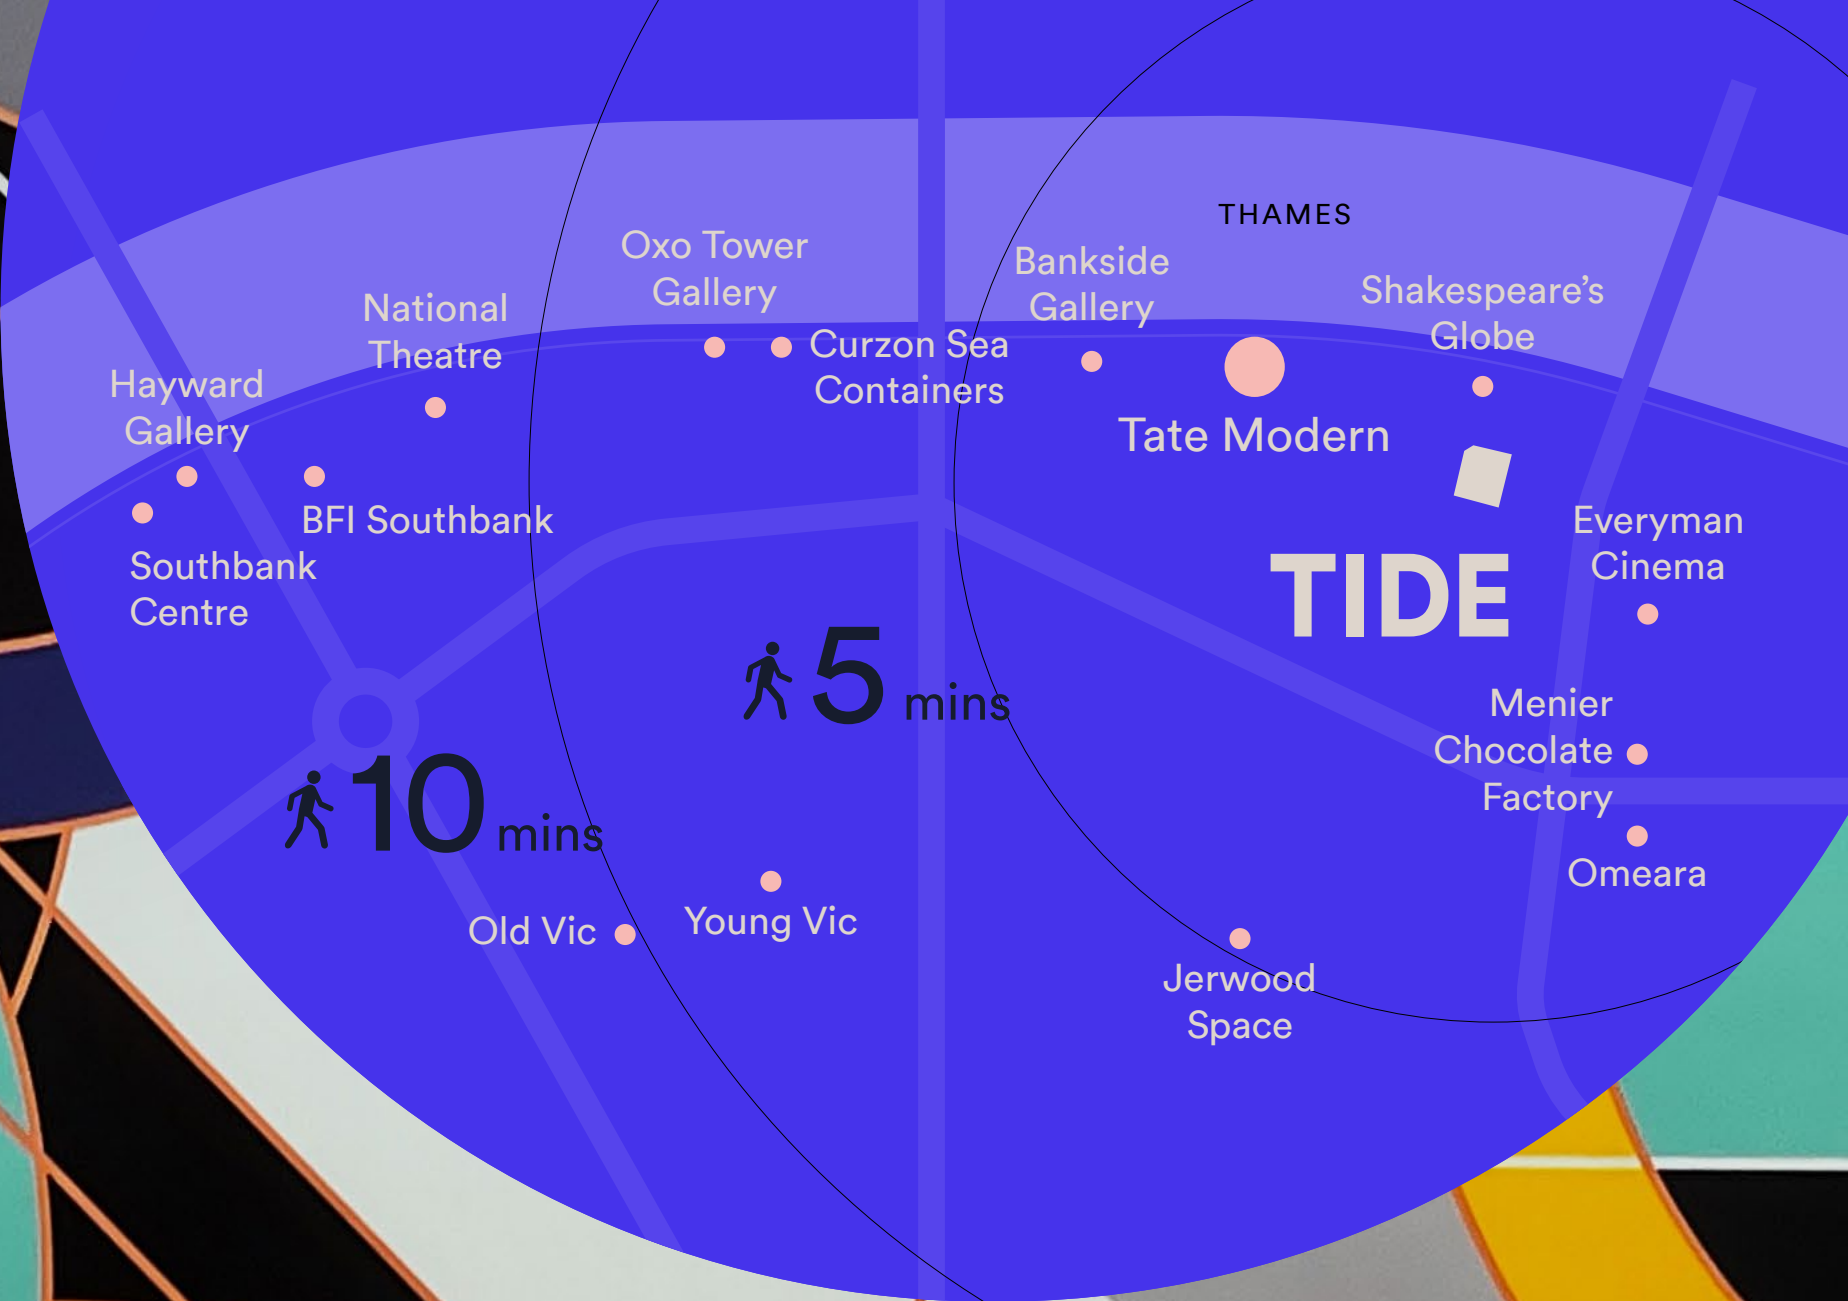 THAMES
Oxo Tower
Gallery
Bankside
Gallery
Shakespeare’s
Globe
National
Theatre
Curzon Sea
Containers
Hayward
Gallery
Tate Modern
BFI Southbank
Southbank
Centre
TIDE
Everyman
Cinema
5 mins
Menier
Chocolate
Factory
10 mins
Omeara
Old Vic
Young Vic
Jerwood
Space